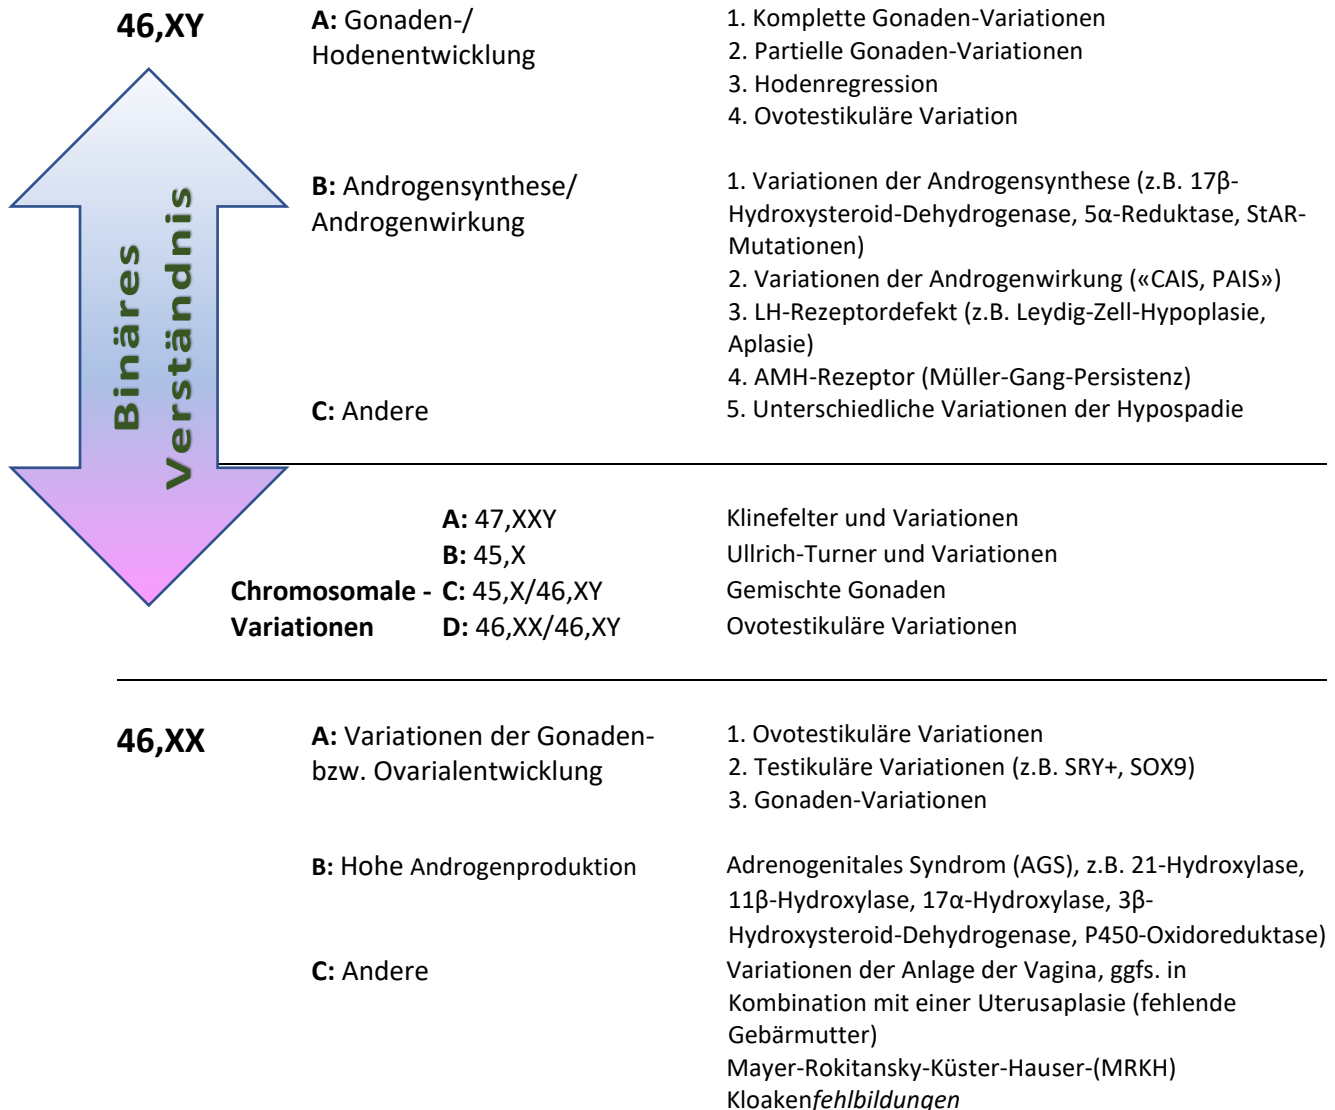 46,XY
A: Gonaden-/
Hodenentwicklung
1. Komplette Gonaden-Variationen
2. Partielle Gonaden-Variationen
3. Hodenregression
4. Ovotestikuläre Variation
Binäres
Verständnis
B: Androgensynthese/
Androgenwirkung
1. Variationen der Androgensynthese (z.B. 17β-
Hydroxysteroid-Dehydrogenase, 5α-Reduktase, StAR-
Mutationen)
2. Variationen der Androgenwirkung («CAIS, PAIS»)
3. LH-Rezeptordefekt (z.B. Leydig-Zell-Hypoplasie,
Aplasie)
4. AMH-Rezeptor (Müller-Gang-Persistenz)
C: Andere
5. Unterschiedliche Variationen der Hypospadie
A: 47,XXY Klinefelter und Variationen
B: 45,X Ullrich-Turner und Variationen
Chromosomale - C: 45,X/46,XY Gemischte Gonaden
Variationen D: 46,XX/46,XY Ovotestikuläre Variationen
46,XX
A: Variationen der Gonaden-
bzw. Ovarialentwicklung
1. Ovotestikuläre Variationen
2. Testikuläre Variationen (z.B. SRY+, SOX9)
3. Gonaden-Variationen
B: Hohe Androgenproduktion
Adrenogenitales Syndrom (AGS), z.B. 21-Hydroxylase,
11β-Hydroxylase, 17α-Hydroxylase, 3β-
Hydroxysteroid-Dehydrogenase, P450-Oxidoreduktase)
C: Andere
Variationen der Anlage der Vagina, ggfs. in
Kombination mit einer Uterusaplasie (fehlende
Gebärmutter)
Mayer-Rokitansky-Küster-Hauser-(MRKH)
Kloakenfehlbildungen